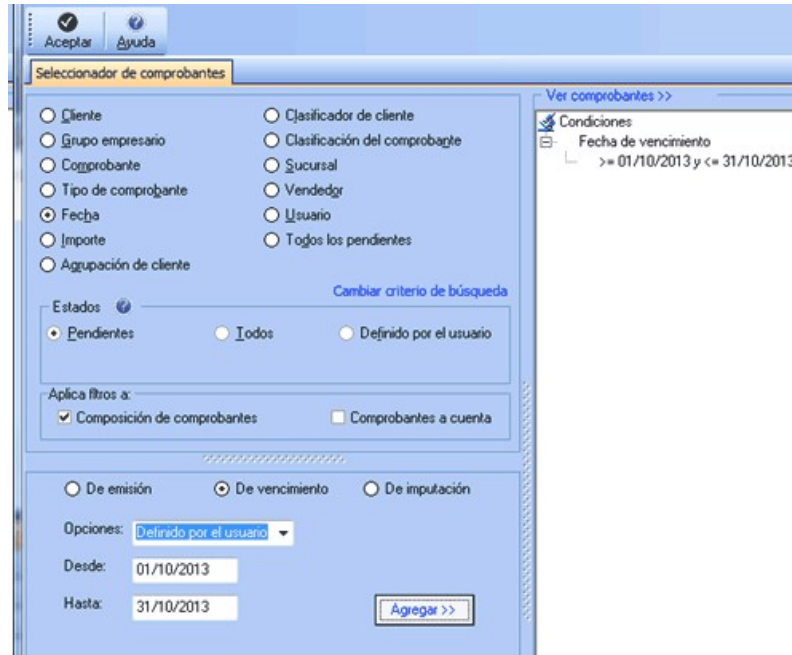 Aceptar Ayuda
Seleccionador de comprobantes
Cliente
Grupo empresario
Comprobante
Tipo de comprobante
Fecha
Importe
Agrupación de cliente
Clasificador de cliente
Clasificación del comprobante
Sucursal
Vendedor
Usuario
Todos los pendientes
Cambiar criterio de búsqueda
Estados ?
Pendientes Todos Definido por el usuario
Aplica filtros a:
Composición de comprobantes Comprobantes a cuenta
De emisión De vencimiento De imputación
Opciones: Definido por el usuario
Desde: 01/10/2013
Hasta: 31/10/2013
Agregar >>
Ver comprobantes >>
Condiciones
Fecha de vencimiento
>= 01/10/2013 y <= 31/10/2013